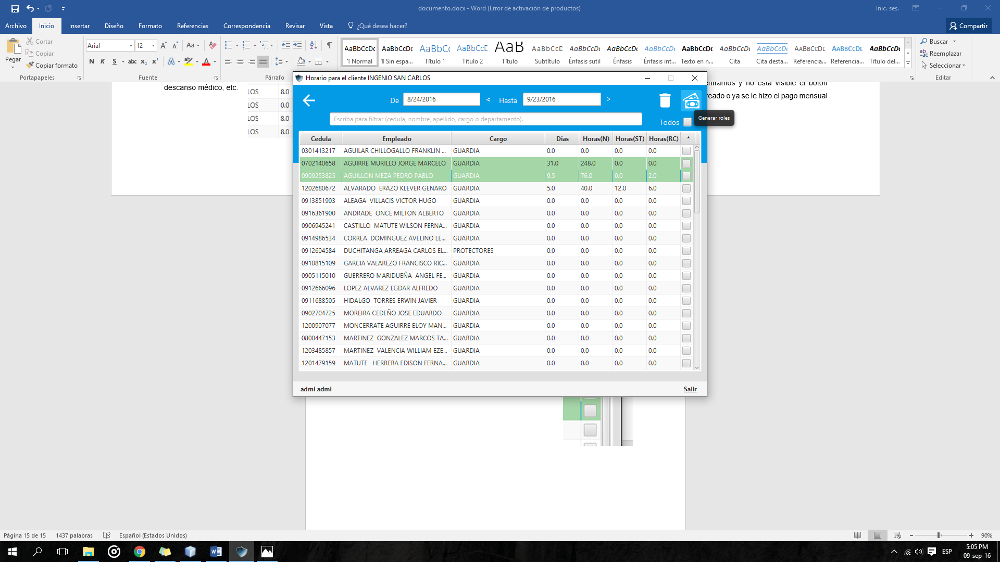 documento.docx - Word (Error de activación de productos)
Inic. ses.
Archivo Inicio Insertar Diseño Formato Referencias Correspondencia Revisar Vista ¿Qué desea hacer? Compartir
Pegar
Cortar
Copiar
Copiar formato
Portapapeles
Arial 12
Aa
N K S abc x₂ x²
A A
Fuente
Párrafo
AaBbCcDc AaBbCcDc AaBbCc AaBbCcD AaB AaBbCcD AaBbCcDc AaBbCcDc AaBbCcDc AaBbCcDc AaBbCcDc AaBbCcDc AABBCCDD AABBCCDD AaBbCcDc
¶ Normal ¶ Sin espa... Título 1 Título 2 Título Subtítulo Énfasis sutil Énfasis Énfasis int... Texto en n... Cita Cita desta... Referencia... Referencia... Título del...
Buscar
Reemplazar
Seleccionar
Editar
descanso médico, etc.
LOS 8.0
LOS 0.0
LOS 8.0
LOS 8.0
entramos y no está visible el botón
reado o ya se le hizo el pago mensual
Horario para el cliente INGENIO SAN CARLOS
De 8/24/2016 < Hasta 9/23/2016 >
Escriba para filtrar (cedula, nombre, apellido, cargo o departamento).
Todos
Generar roles
Cedula Empleado Cargo Dias Horas(N) Horas(ST) Horas(RC) *
0301413217 AGUILAR CHILLOGALLO FRANKLIN ... GUARDIA 0.0 0.0 0.0 0.0
0702140658 AGUIRRE MURILLO JORGE MARCELO GUARDIA 31.0 248.0 0.0 0.0
0909253825 AGUILLON MEZA PEDRO PABLO GUARDIA 9.5 76.0 0.0 2.0
1202680672 ALVARADO ERAZO KLEVER GENARO GUARDIA 5.0 40.0 12.0 6.0
0913851903 ALEAGA VILLACIS VICTOR HUGO GUARDIA 0.0 0.0 0.0 0.0
0916361900 ANDRADE ONCE MILTON ALBERTO GUARDIA 0.0 0.0 0.0 0.0
0906945241 CASTILLO MATUTE WILSON FERNA... GUARDIA 0.0 0.0 0.0 0.0
0914986534 CORREA DOMINGUEZ AVELINO LE... GUARDIA 0.0 0.0 0.0 0.0
0912604584 DUCHITANGA ARREAGA CARLOS EL... PROTECTORES 0.0 0.0 0.0 0.0
0910815109 GARCIA VALAREZO FRANCISCO RIC... GUARDIA 0.0 0.0 0.0 0.0
0905115010 GUERRERO MARIDUEÑA ANGEL FE... GUARDIA 0.0 0.0 0.0 0.0
0912666096 LOPEZ ALVAREZ EGDAR ALFREDO GUARDIA 0.0 0.0 0.0 0.0
0911688505 HIDALGO TORRES ERWIN JAVIER GUARDIA 0.0 0.0 0.0 0.0
0902704725 MOREIRA CEDEÑO JOSE EDUARDO GUARDIA 0.0 0.0 0.0 0.0
1200907077 MONCERRATE AGUIRRE ELOY MAN... GUARDIA 0.0 0.0 0.0 0.0
0800447153 MARTINEZ GONZALEZ MARCOS TA... GUARDIA 0.0 0.0 0.0 0.0
1203485857 MARTINEZ VALENCIA WILLIAM EZE... GUARDIA 0.0 0.0 0.0 0.0
1201479159 MATUTE HERRERA EDISON FERNA... GUARDIA 0.0 0.0 0.0 0.0
admi admi
Salir
Página 15 de 15 1437 palabras Español (Estados Unidos) 90%
ESP
5:05 PM
09-sep-16